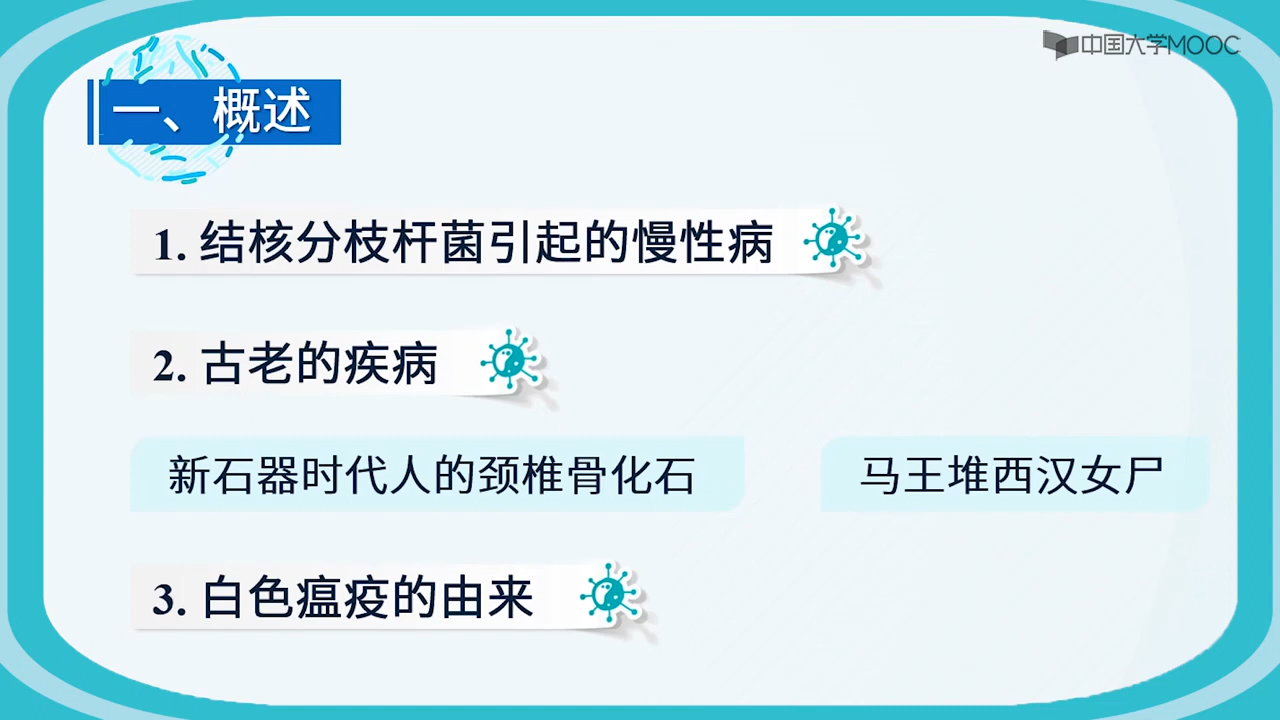 中国大学MOOC
一、概述
1. 结核分枝杆菌引起的慢性病
2. 古老的疾病
新石器时代人的颈椎骨化石
马王堆西汉女尸
3. 白色瘟疫的由来